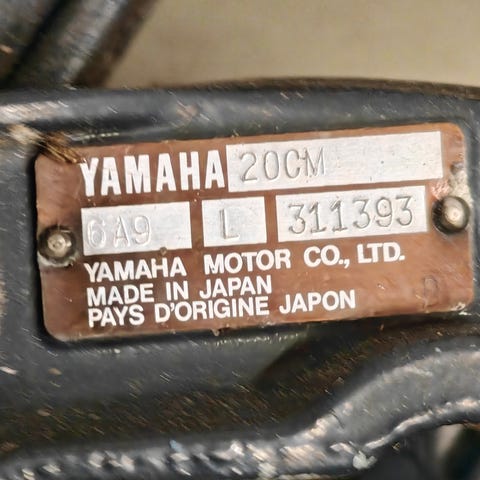 YAMAHA 20CM
6A9 L 311393
YAMAHA MOTOR CO., LTD.
MADE IN JAPAN
PAYS D'ORIGINE JAPON